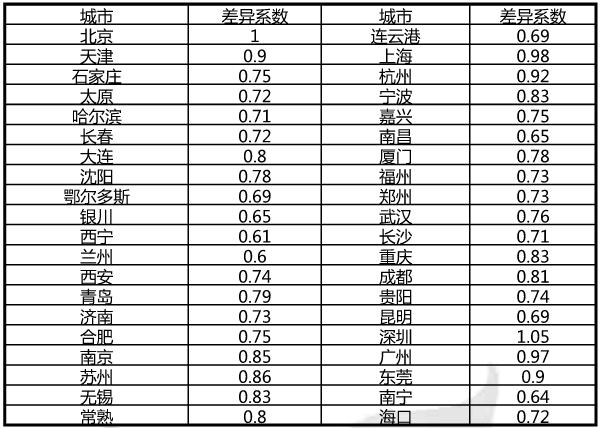 城市 差异系数 城市 差异系数
北京 1 连云港 0.69
天津 0.9 上海 0.98
石家庄 0.75 杭州 0.92
太原 0.72 宁波 0.83
哈尔滨 0.71 嘉兴 0.75
长春 0.72 南昌 0.65
大连 0.8 厦门 0.78
沈阳 0.78 福州 0.73
鄂尔多斯 0.69 郑州 0.73
银川 0.65 武汉 0.76
西宁 0.61 长沙 0.71
兰州 0.6 重庆 0.83
西安 0.74 成都 0.81
青岛 0.79 贵阳 0.74
济南 0.73 昆明 0.69
合肥 0.75 深圳 1.05
南京 0.85 广州 0.97
苏州 0.86 东莞 0.9
无锡 0.83 南宁 0.64
常熟 0.8 海口 0.72